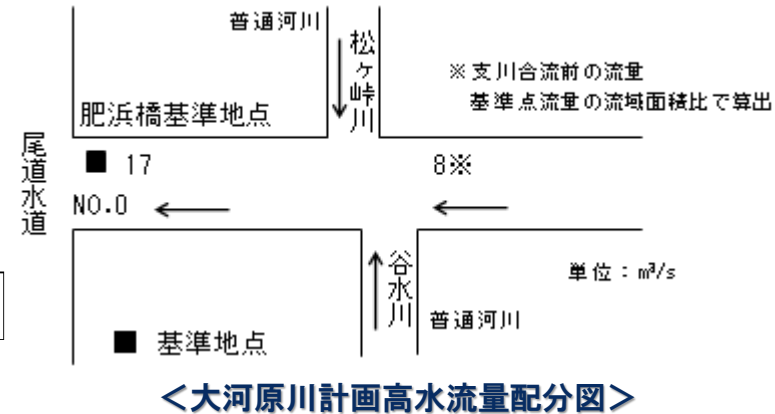 普通河川
松ヶ峠川
※支川合流前の流量
基準点流量の流域面積比で算出
肥浜橋基準地点
尾道水道
■ 17
8※
NO.0
谷水川
単位：m³/s
普通河川
■ 基準地点
＜大河原川計画高水流量配分図＞